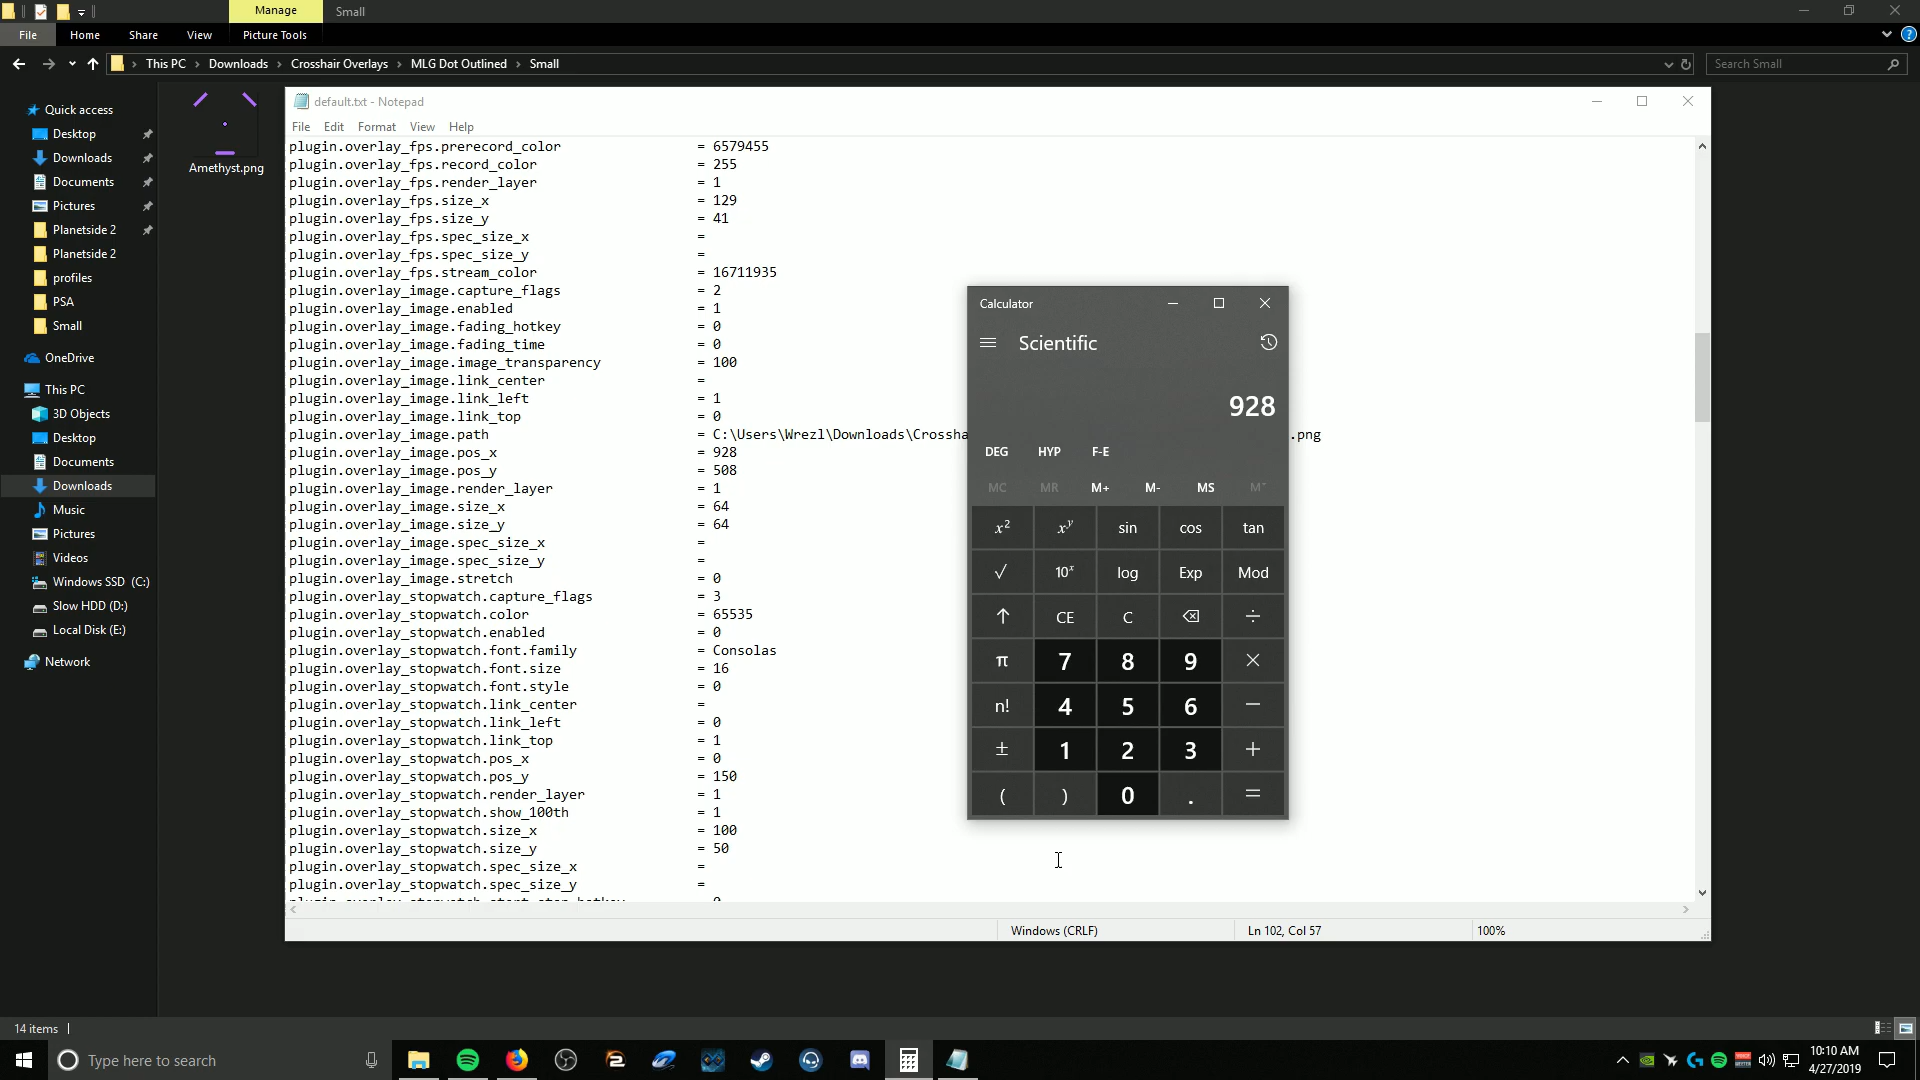 Manage
Small
File
Home
Share
View
Picture Tools
This PC
Downloads
Crosshair Overlays
MLG Dot Outlined
Small
Search Small
Quick access
Desktop
Downloads
Documents
Pictures
Planetside 2
Planetside 2
profiles
PSA
Small
OneDrive
This PC
3D Objects
Desktop
Documents
Downloads
Music
Pictures
Videos
Windows SSD (C:)
Slow HDD (D:)
Local Disk (E:)
Network
Amethyst.png
default.txt - Notepad
File Edit Format View Help
plugin.overlay_fps.prerecord_color = 6579455
plugin.overlay_fps.record_color = 255
plugin.overlay_fps.render_layer = 1
plugin.overlay_fps.size_x = 129
plugin.overlay_fps.size_y = 41
plugin.overlay_fps.spec_size_x =
plugin.overlay_fps.spec_size_y =
plugin.overlay_fps.stream_color = 16711935
plugin.overlay_image.capture_flags = 2
plugin.overlay_image.enabled = 1
plugin.overlay_image.fading_hotkey = 0
plugin.overlay_image.fading_time = 0
plugin.overlay_image.image_transparency = 100
plugin.overlay_image.link_center =
plugin.overlay_image.link_left = 1
plugin.overlay_image.link_top = 0
plugin.overlay_image.path = C:\Users\Wrezl\Downloads\Crossha .png
plugin.overlay_image.pos_x = 928
plugin.overlay_image.pos_y = 508
plugin.overlay_image.render_layer = 1
plugin.overlay_image.size_x = 64
plugin.overlay_image.size_y = 64
plugin.overlay_image.spec_size_x =
plugin.overlay_image.spec_size_y =
plugin.overlay_image.stretch = 0
plugin.overlay_stopwatch.capture_flags = 3
plugin.overlay_stopwatch.color = 65535
plugin.overlay_stopwatch.enabled = 0
plugin.overlay_stopwatch.font.family = Consolas
plugin.overlay_stopwatch.font.size = 16
plugin.overlay_stopwatch.font.style = 0
plugin.overlay_stopwatch.link_center =
plugin.overlay_stopwatch.link_left = 0
plugin.overlay_stopwatch.link_top = 1
plugin.overlay_stopwatch.pos_x = 0
plugin.overlay_stopwatch.pos_y = 150
plugin.overlay_stopwatch.render_layer = 1
plugin.overlay_stopwatch.show_100th = 1
plugin.overlay_stopwatch.size_x = 100
plugin.overlay_stopwatch.size_y = 50
plugin.overlay_stopwatch.spec_size_x =
plugin.overlay_stopwatch.spec_size_y =
Windows (CRLF)
Ln 102, Col 57
100%
Calculator
Scientific
928
DEG HYP F-E
MC MR M+ M- MS M˅
x² xʸ sin cos tan
√ 10ˣ log Exp Mod
↑ CE C ⌫ ÷
π 7 8 9 ×
n! 4 5 6 −
± 1 2 3 +
( ) 0 . =
14 items
Type here to search
10:10 AM
4/27/2019